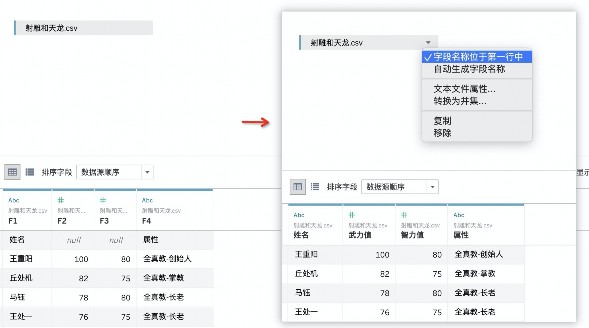 射雕和天龙.csv
排序字段 数据源顺序
Abc # # Abc
射雕和天龙.csv 射雕和天... 射雕和天... 射雕和天龙.csv
F1 F2 F3 F4
姓名 null null 属性
王重阳 100 80 全真教-创始人
丘处机 82 75 全真教-掌教
马钰 78 80 全真教-长老
王处一 76 75 全真教-长老
射雕和天龙.csv
✓字段名称位于第一行中
自动生成字段名称
文本文件属性...
转换为并集...
复制
移除
排序字段 数据源顺序
Abc # # Abc
射雕和天龙.csv 射雕和天龙.csv 射雕和天龙.csv 射雕和天龙.csv
姓名 武力值 智力值 属性
王重阳 100 80 全真教-创始人
丘处机 82 75 全真教-掌教
马钰 78 80 全真教-长老
王处一 76 75 全真教-长老